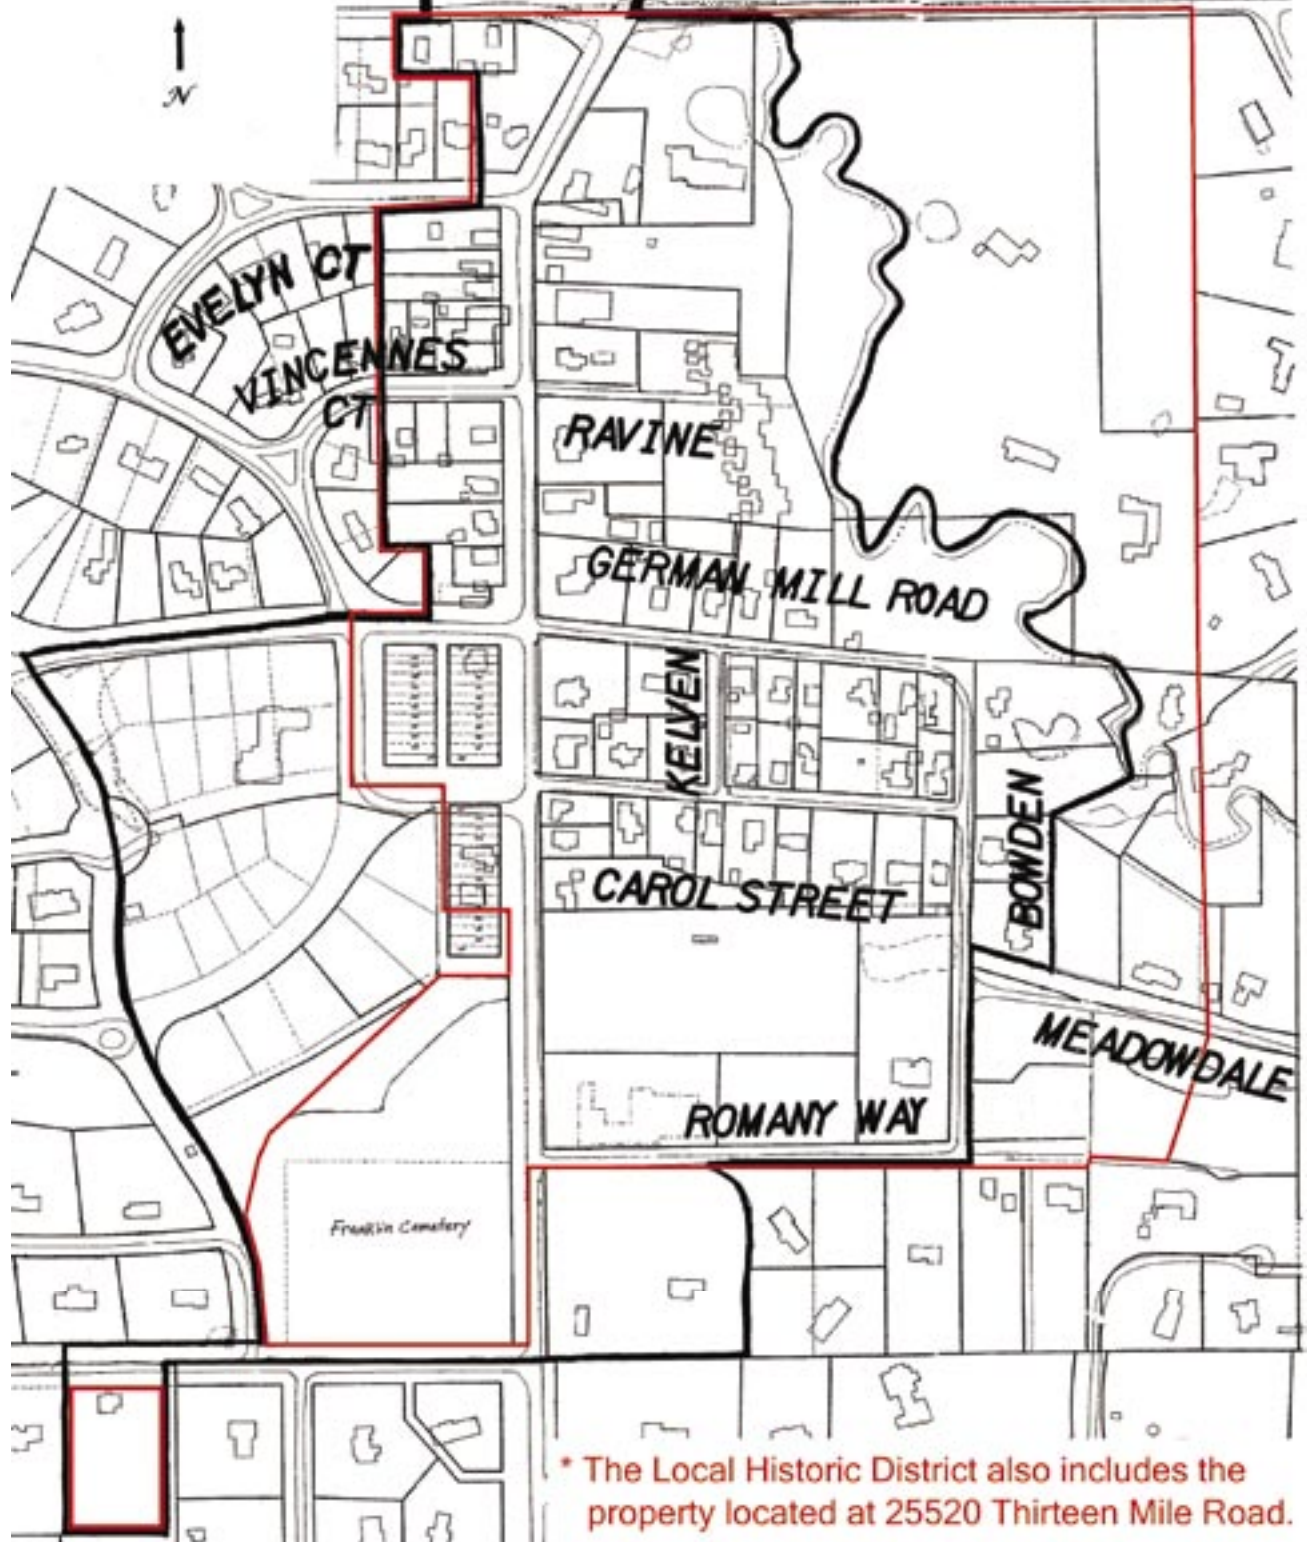 N
EVELYN CT
VINCENNES
CT
RAVINE
GERMAN MILL ROAD
KELVEN
BOWDEN
CAROL STREET
MEADOWDALE
ROMANY WAY
Franklin Cemetery
* The Local Historic District also includes the
property located at 25520 Thirteen Mile Road.